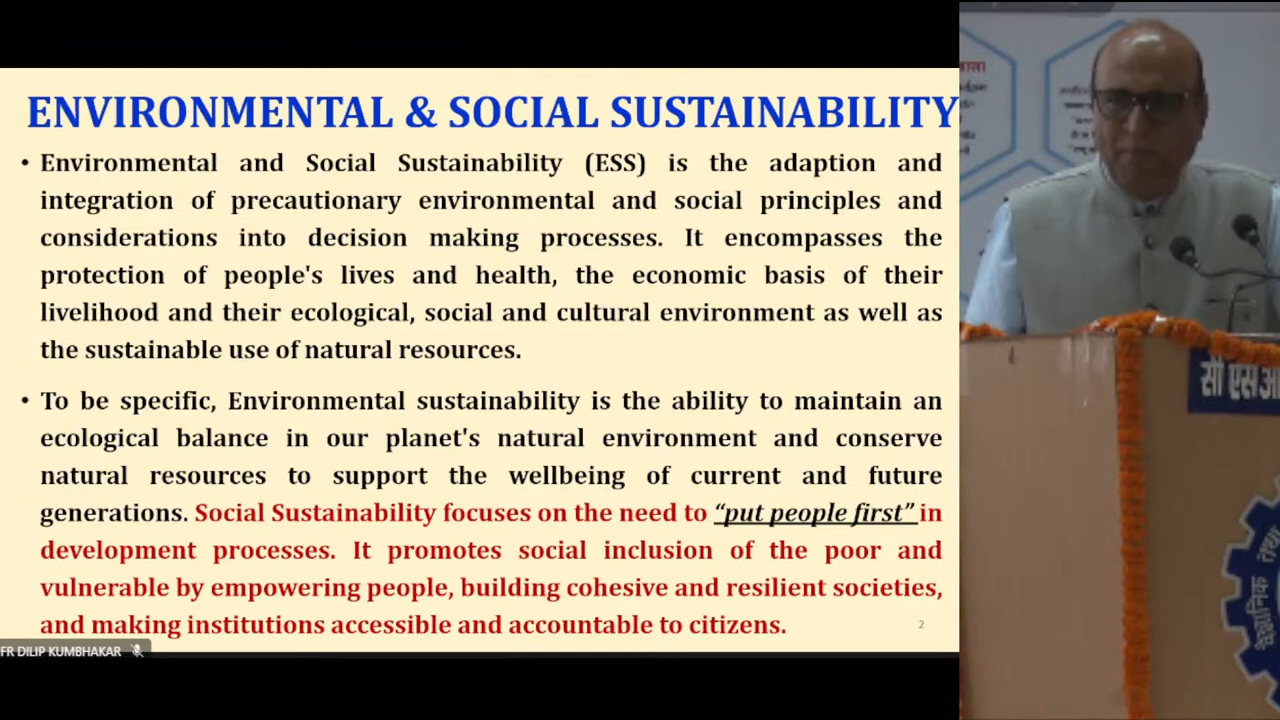 ENVIRONMENTAL & SOCIAL SUSTAINABILITY
• Environmental and Social Sustainability (ESS) is the adaption and
integration of precautionary environmental and social principles and
considerations into decision making processes. It encompasses the
protection of people's lives and health, the economic basis of their
livelihood and their ecological, social and cultural environment as well as
the sustainable use of natural resources.
• To be specific, Environmental sustainability is the ability to maintain an
ecological balance in our planet's natural environment and conserve
natural resources to support the wellbeing of current and future
generations. Social Sustainability focuses on the need to “put people first” in
development processes. It promotes social inclusion of the poor and
vulnerable by empowering people, building cohesive and resilient societies,
and making institutions accessible and accountable to citizens.
2
FR DILIP KUMBHAKAR
सी एस